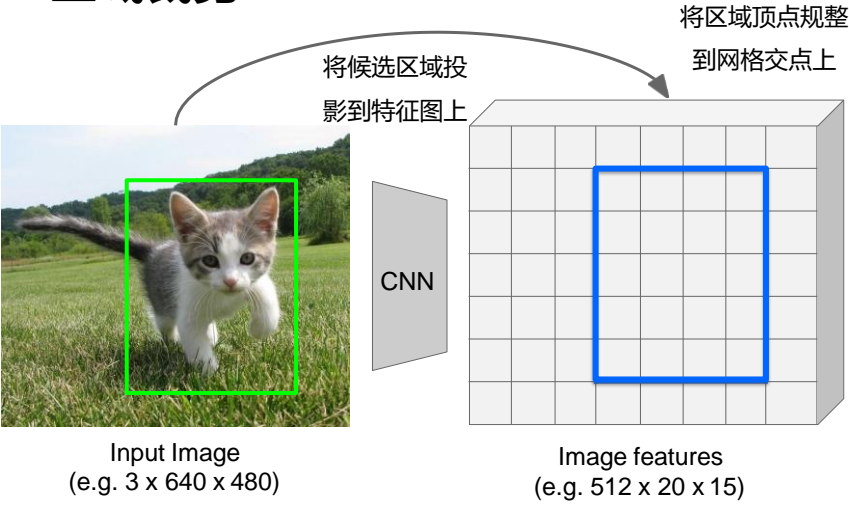 将区域顶点规整
到网格交点上
将候选区域投
影到特征图上
CNN
Input Image
(e.g. 3 x 640 x 480)
Image features
(e.g. 512 x 20 x 15)